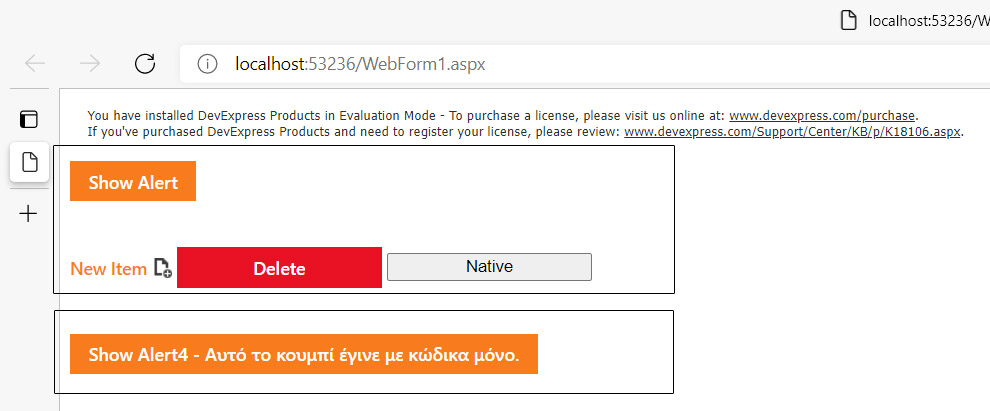 localhost:53236/W
localhost:53236/WebForm1.aspx
You have installed DevExpress Products in Evaluation Mode - To purchase a license, please visit us online at: www.devexpress.com/purchase.
If you've purchased DevExpress Products and need to register your license, please review: www.devexpress.com/Support/Center/KB/p/K18106.aspx.
Show Alert
New Item Delete Native
Show Alert4 - Αυτό το κουμπί έγινε με κώδικα μόνο.